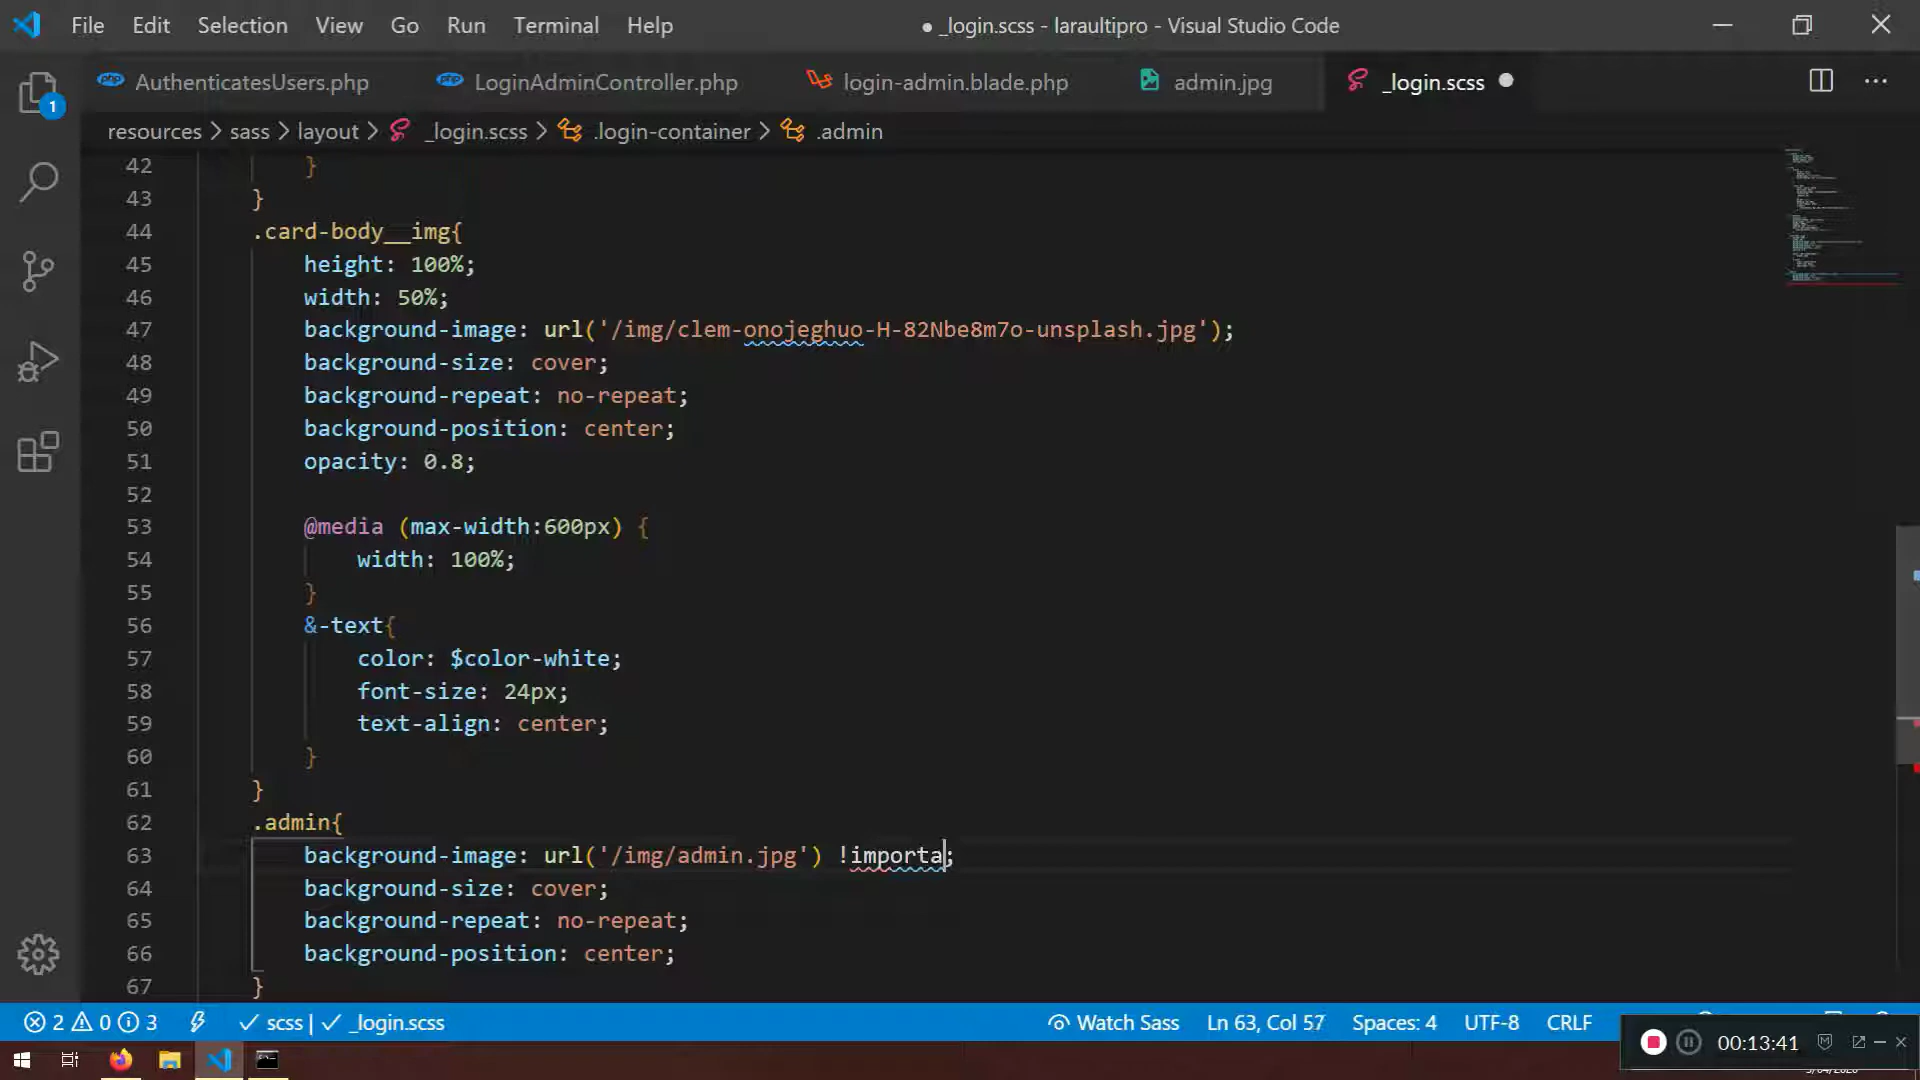 File Edit Selection View Go Run Terminal Help
● _login.scss - laraultipro - Visual Studio Code
AuthenticatesUsers.php LoginAdminController.php login-admin.blade.php admin.jpg _login.scss
resources > sass > layout > _login.scss > .login-container > .admin
1
42 }
43 }
44 .card-body__img{
45 height: 100%;
46 width: 50%;
47 background-image: url('/img/clem-onojeghuo-H-82Nbe8m7o-unsplash.jpg');
48 background-size: cover;
49 background-repeat: no-repeat;
50 background-position: center;
51 opacity: 0.8;
52
53 @media (max-width:600px) {
54 width: 100%;
55 }
56 &-text{
57 color: $color-white;
58 font-size: 24px;
59 text-align: center;
60 }
61 }
62 .admin{
63 background-image: url('/img/admin.jpg') !importa;
64 background-size: cover;
65 background-repeat: no-repeat;
66 background-position: center;
67 }
2 0 3 scss | _login.scss Watch Sass Ln 63, Col 57 Spaces: 4 UTF-8 CRLF
00:13:41